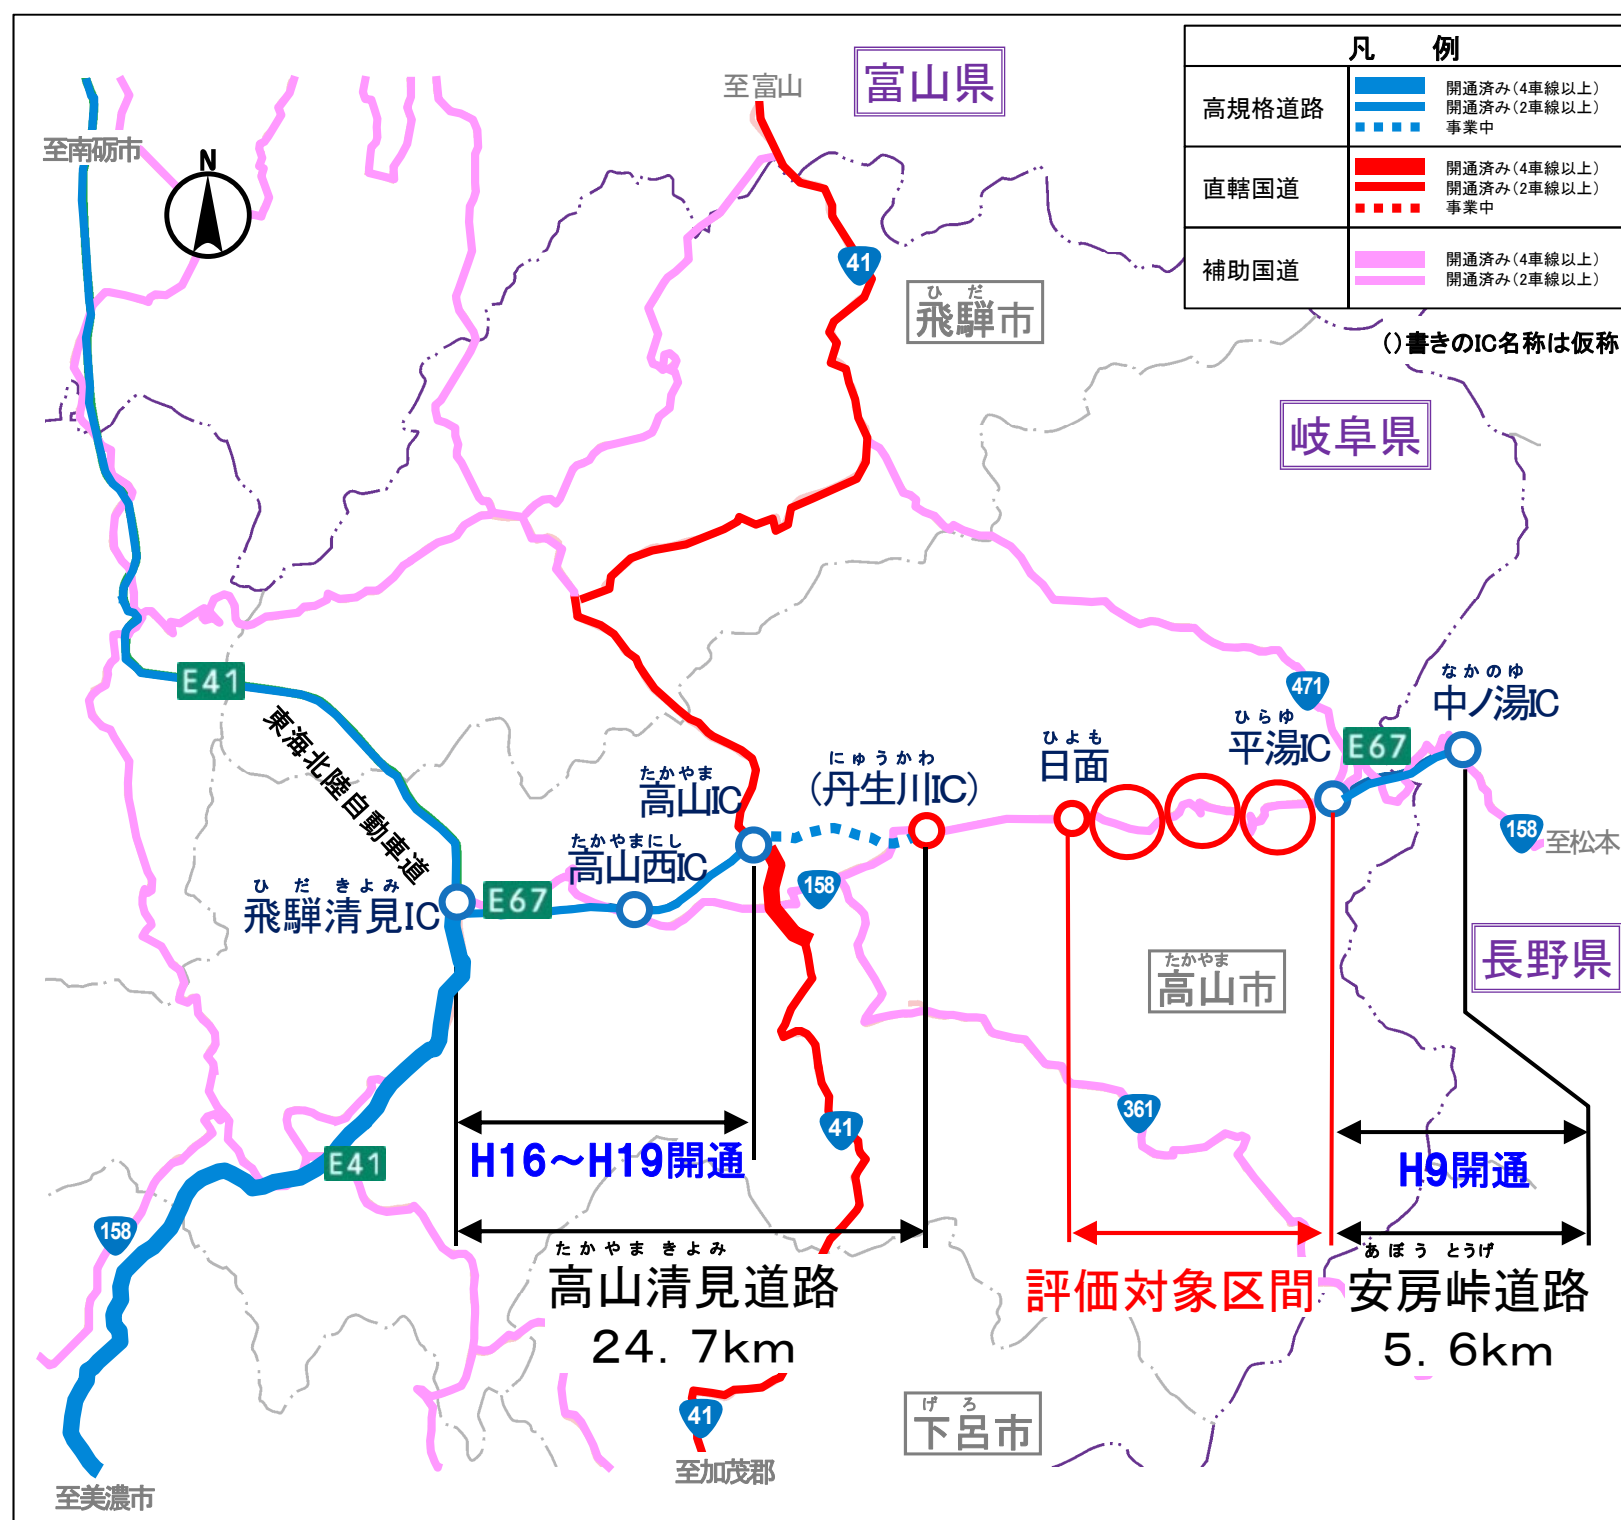 凡 例
高規格道路
開通済み(4車線以上)
開通済み(2車線以上)
事業中
直轄国道
開通済み(4車線以上)
開通済み(2車線以上)
事業中
補助国道
開通済み(4車線以上)
開通済み(2車線以上)
()書きのIC名称は仮称
至富山
富山県
至南砺市
N
41
ひだ
飛騨市
岐阜県
E41
東海北陸自動車道
471
なかのゆ
中ノ湯IC
ひらゆ
平湯IC
E67
ひよも
日面
にゅうかわ
(丹生川IC)
たかやま
高山IC
たかやまにし
高山西IC
158
至松本
ひだきよみ
飛騨清見IC
E67
158
たかやま
高山市
長野県
361
41
H16～H19開通
H9開通
E41
158
たかやまきよみ
高山清見道路
24.7km
評価対象区間
あぼうとうげ
安房峠道路
5.6km
41
げろ
下呂市
至加茂郡
至美濃市